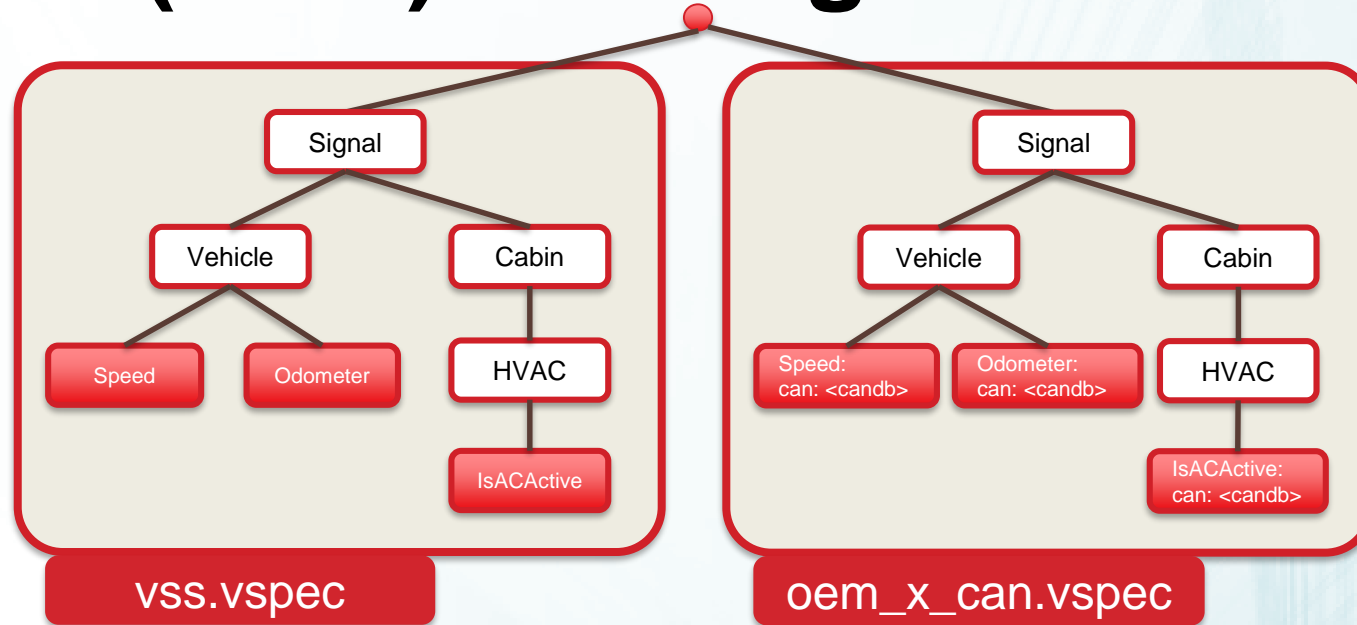 Signal
Vehicle
Cabin
Speed
Odometer
HVAC
IsACActive
vss.vspec
Signal
Vehicle
Cabin
Speed:
can: <candb>
Odometer:
can: <candb>
HVAC
IsACActive:
can: <candb>
oem_x_can.vspec